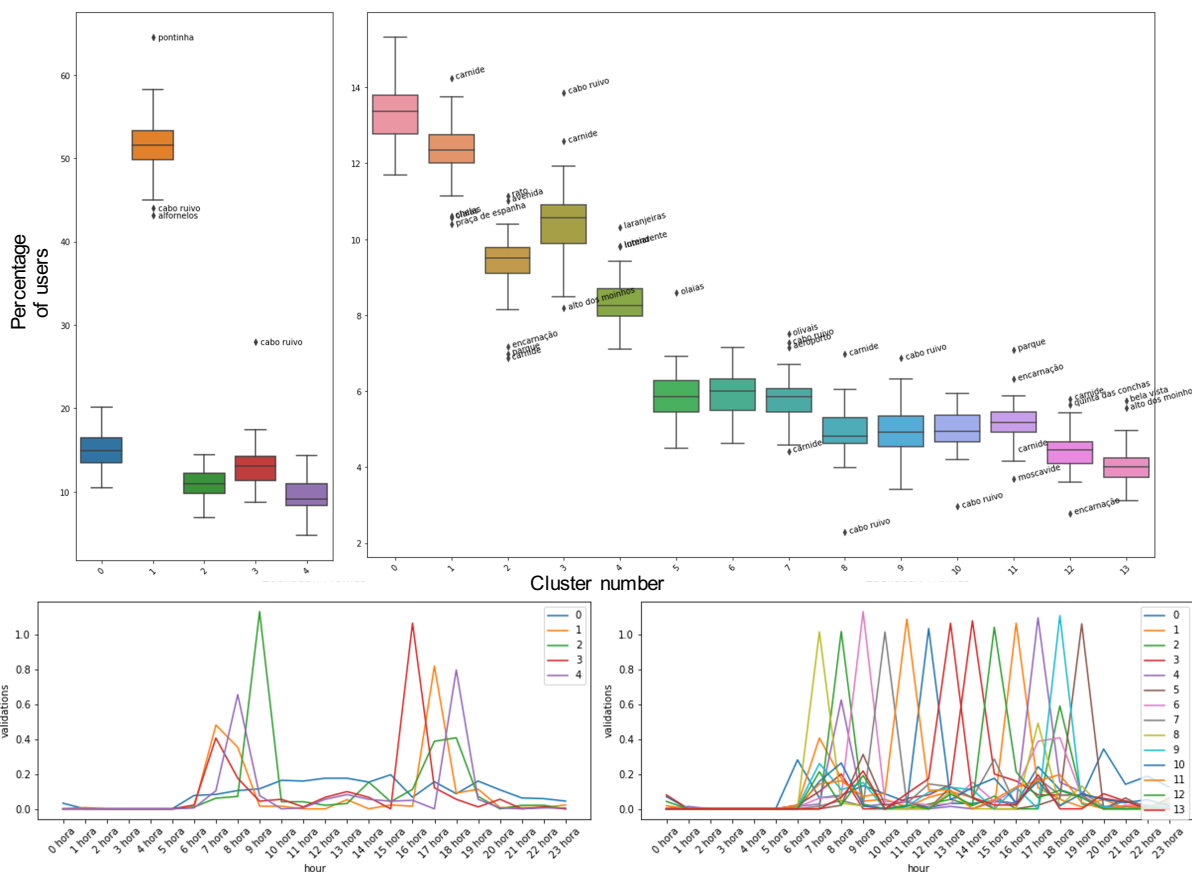 Percentage
of users
60
50
40
30
20
10
pontinha
cabo ruivo
alfornelos
cabo ruivo
0
1
2
3
4
14
12
10
8
6
4
2
carnide
chelas
praça de espanha
rato
avenida
encarnação
parque
carnide
cabo ruivo
carnide
alto dos moinhos
laranjeiras
intendente
olaias
olivais
cabo ruivo
aeroporto
carnide
carnide
cabo ruivo
cabo ruivo
cabo ruivo
parque
encarnação
carnide
moscavide
carnide
quinta das conchas
encarnação
bela vista
alto dos moinho
0
1
2
3
4
5
6
7
8
9
10
11
12
13
Cluster number
validations
1.0
0.8
0.6
0.4
0.2
0.0
0
1
2
3
4
0 hora
1 hora
2 hora
3 hora
4 hora
5 hora
6 hora
7 hora
8 hora
9 hora
10 hora
11 hora
12 hora
13 hora
14 hora
15 hora
16 hora
17 hora
18 hora
19 hora
20 hora
21 hora
22 hora
23 hora
hour
validations
1.0
0.8
0.6
0.4
0.2
0.0
0
1
2
3
4
5
6
7
8
9
10
11
12
13
0 hora
1 hora
2 hora
3 hora
4 hora
5 hora
6 hora
7 hora
8 hora
9 hora
10 hora
11 hora
12 hora
13 hora
14 hora
15 hora
16 hora
17 hora
18 hora
19 hora
20 hora
21 hora
22 hora
23 hora
hour